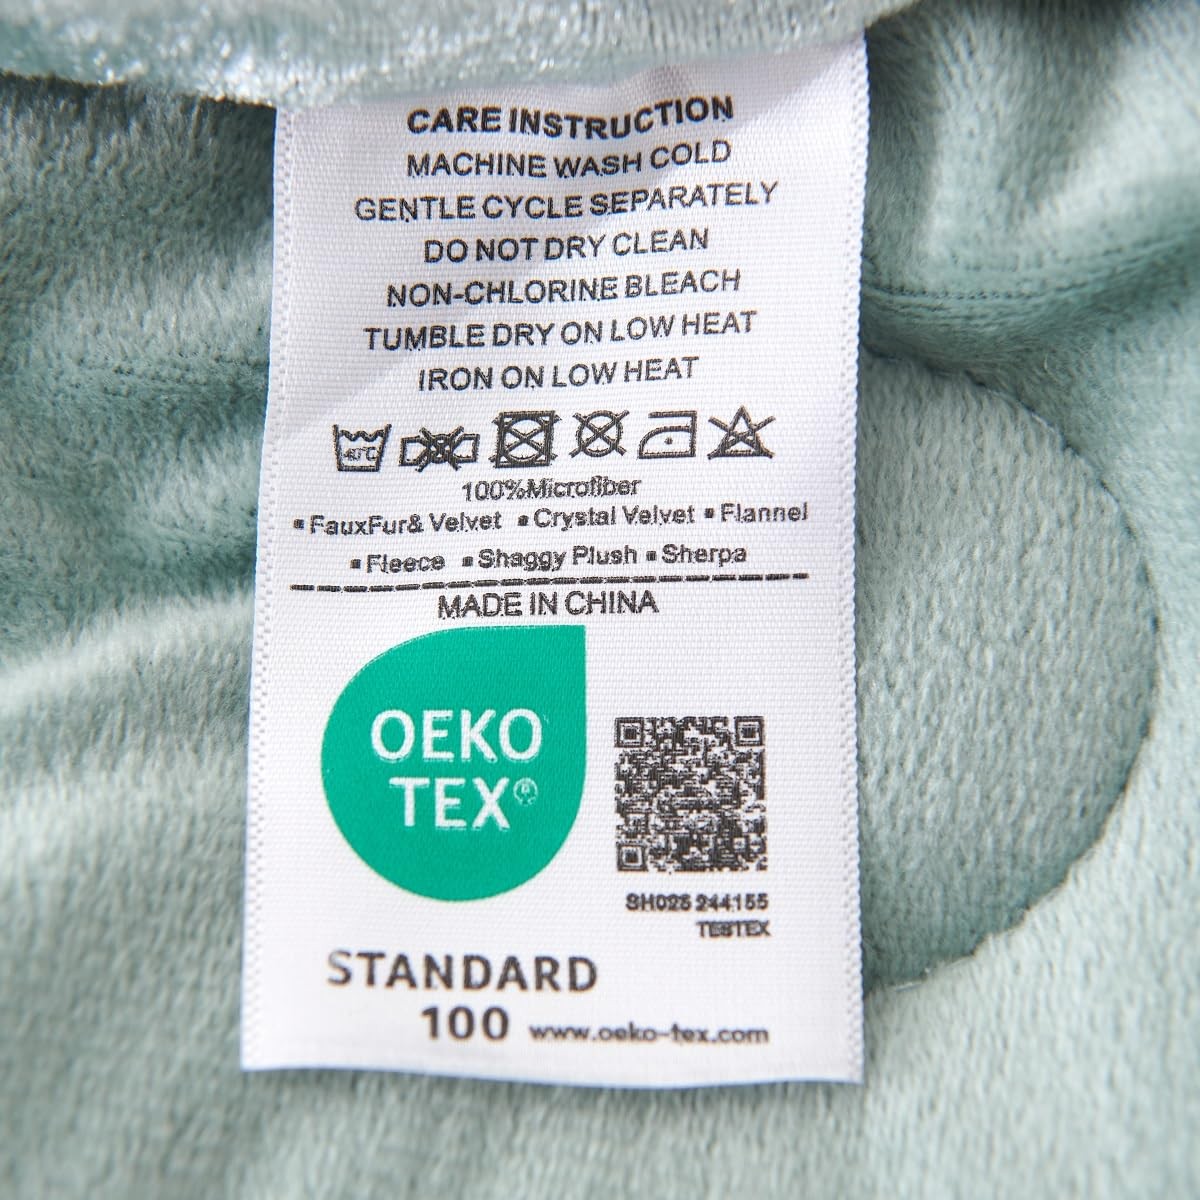 CARE INSTRUCTION
MACHINE WASH COLD
GENTLE CYCLE SEPARATELY
DO NOT DRY CLEAN
NON-CHLORINE BLEACH
TUMBLE DRY ON LOW HEAT
IRON ON LOW HEAT
40°C
100%Microfiber
▪FauxFur& Velvet ▪Crystal Velvet ▪Flannel
▪Fleece ▪Shaggy Plush ▪Sherpa
MADE IN CHINA
OEKO
TEX®
SH025 244155
TESTEX
STANDARD
100 www.oeko-tex.com